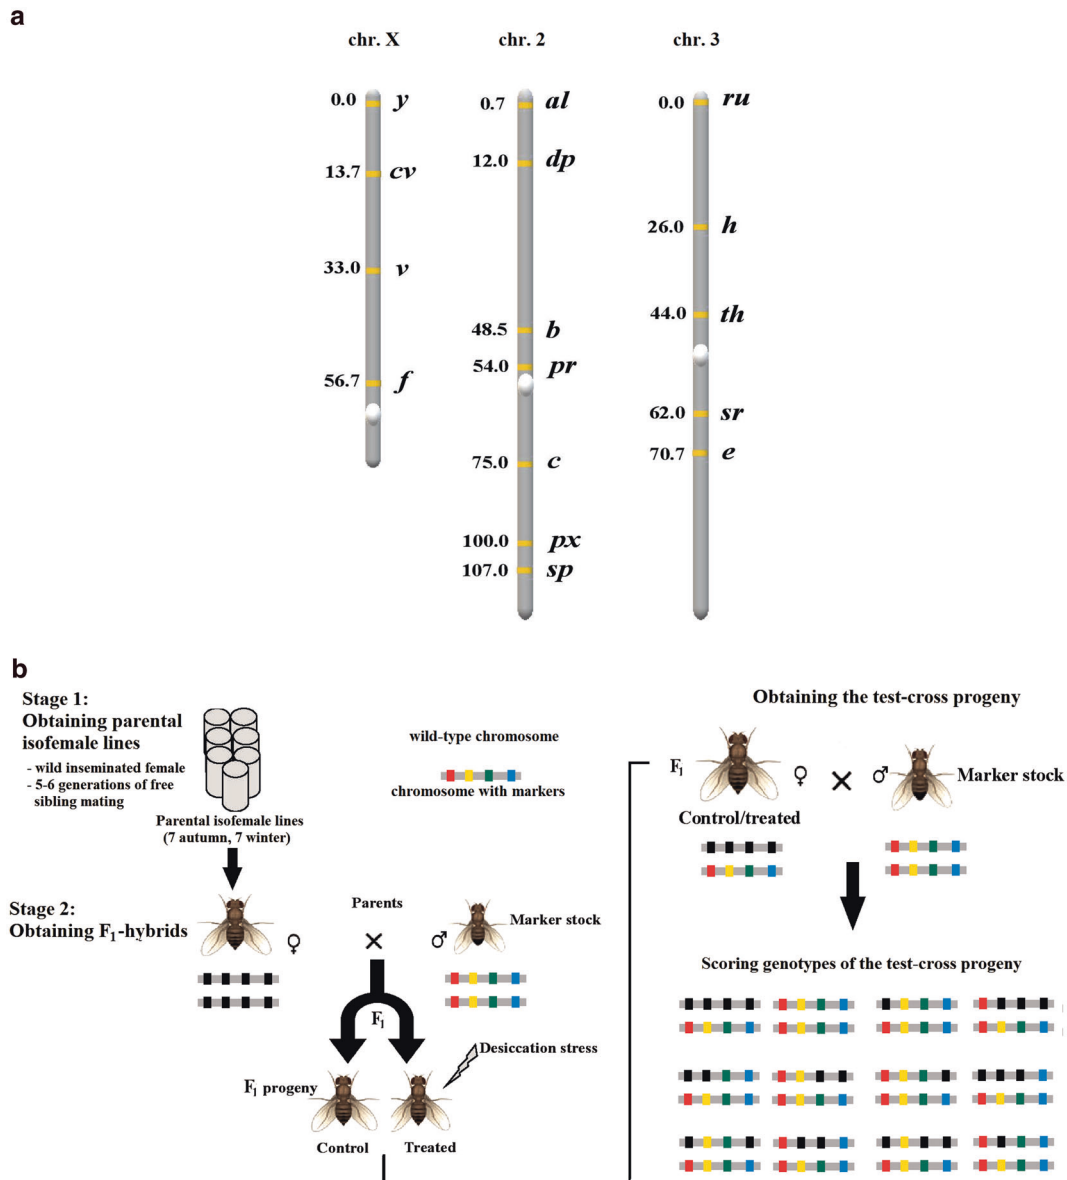 a
chr. X
chr. 2
chr. 3
0.0 y
13.7 cv
33.0 v
56.7 f
0.7 al
12.0 dp
48.5 b
54.0 pr
75.0 c
100.0 px
107.0 sp
0.0 ru
26.0 h
44.0 th
62.0 sr
70.7 e
b
Stage 1:
Obtaining parental
isofemale lines
- wild inseminated female
- 5-6 generations of free
sibling mating
Parental isofemale lines
(7 autumn, 7 winter)
wild-type chromosome
chromosome with markers
Stage 2:
Obtaining F1-hybrids
♀
Parents
×
♂
Marker stock
F1
Desiccation stress
F1 progeny
Control
Treated
Obtaining the test-cross progeny
F1
♀
×
♂
Marker stock
Control/treated
Scoring genotypes of the test-cross progeny